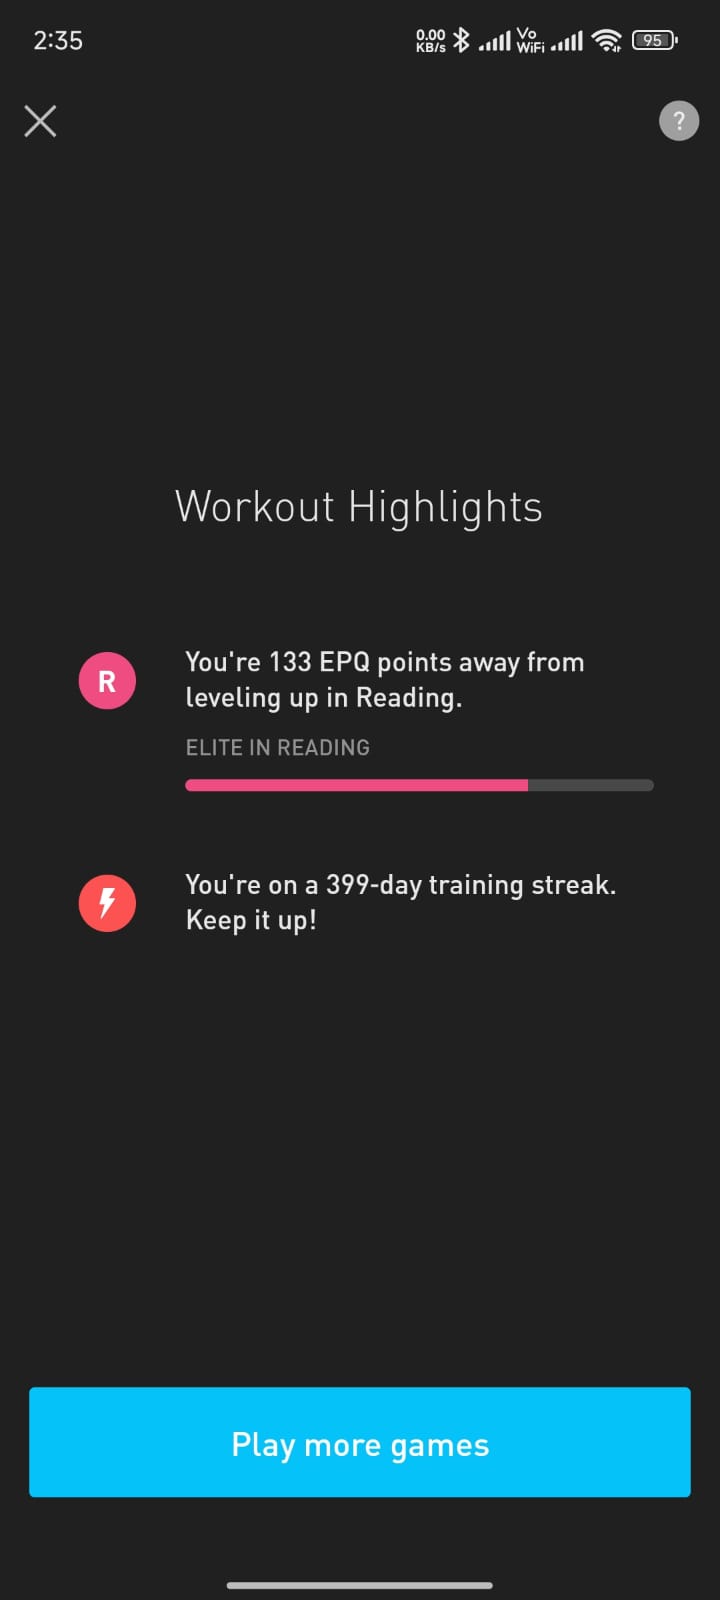 2:35
0.00
KB/s
Vo
WiFi
95
?
Workout Highlights
R
You're 133 EPQ points away from
leveling up in Reading.
ELITE IN READING
You're on a 399-day training streak.
Keep it up!
Play more games